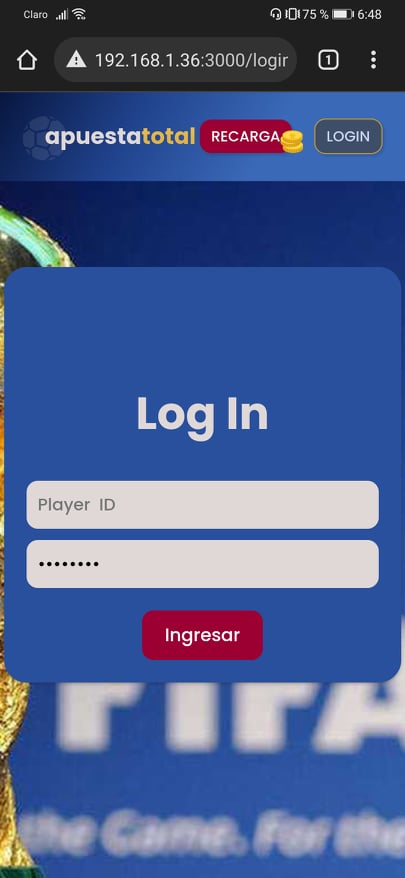 Claro 75 % 6:48
192.168.1.36:3000/logir 1
apuestatotal RECARGA LOGIN
Log In
Player ID
••••••••
Ingresar
FIFA
the Game. For the